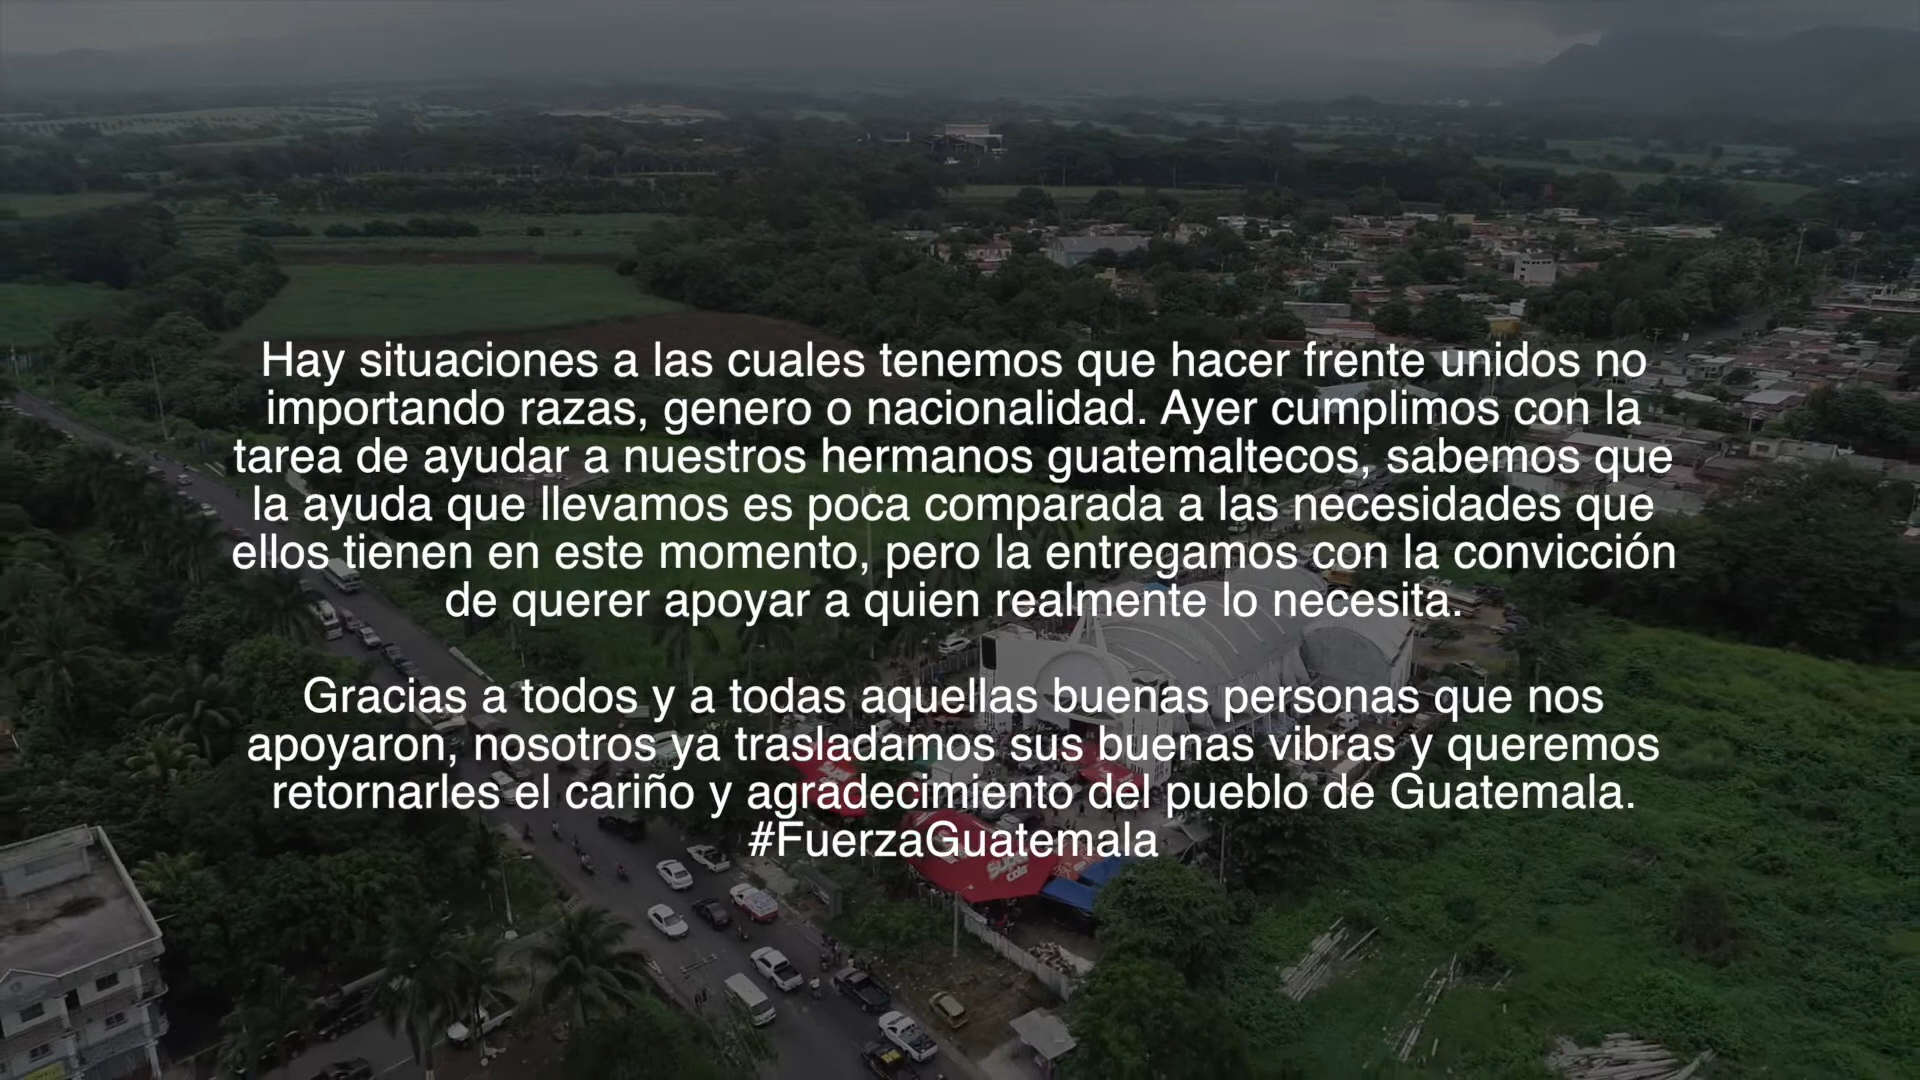 Hay situaciones a las cuales tenemos que hacer frente unidos no
importando razas, genero o nacionalidad. Ayer cumplimos con la
tarea de ayudar a nuestros hermanos guatemaltecos, sabemos que
la ayuda que llevamos es poca comparada a las necesidades que
ellos tienen en este momento, pero la entregamos con la convicción
de querer apoyar a quien realmente lo necesita.
Gracias a todos y a todas aquellas buenas personas que nos
apoyaron, nosotros ya trasladamos sus buenas vibras y queremos
retornarles el cariño y agradecimiento del pueblo de Guatemala.
#FuerzaGuatemala
Super
cola